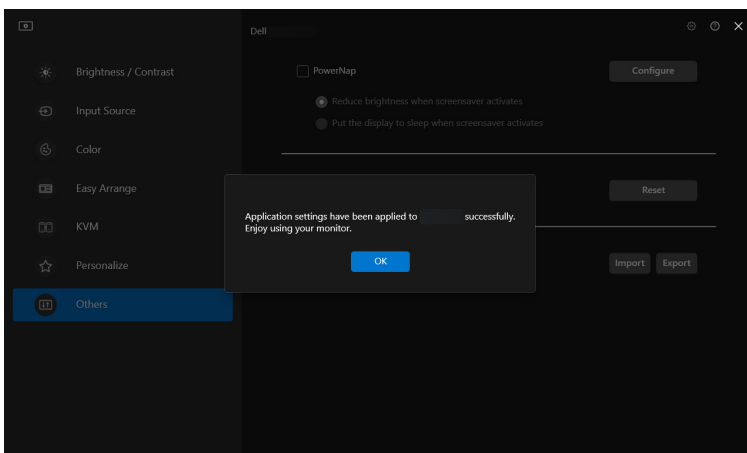 Dell
Brightness / Contrast
Input Source
Color
Easy Arrange
KVM
Personalize
Others
PowerNap
Configure
Reduce brightness when screensaver activates
Put the display to sleep when screensaver activates
Reset
Application settings have been applied to successfully.
Enjoy using your monitor.
OK
Import Export